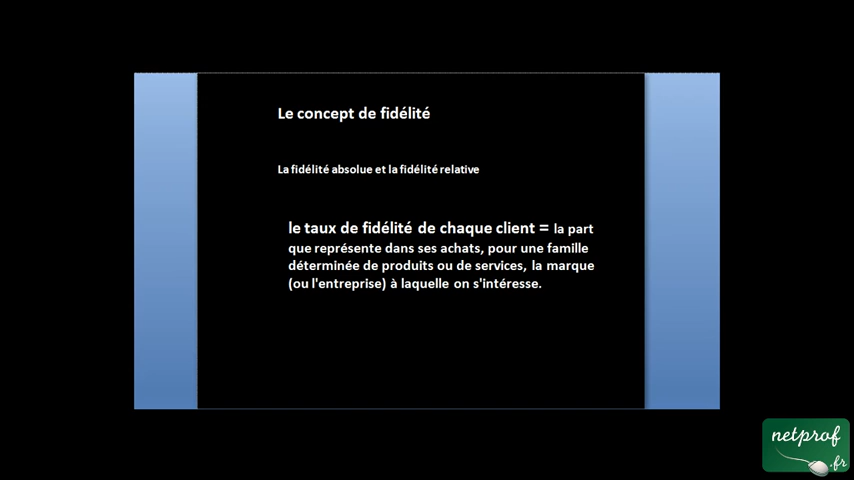 Le concept de fidélité
La fidélité absolue et la fidélité relative
le taux de fidélité de chaque client = la part
que représente dans ses achats, pour une famille
déterminée de produits ou de services, la marque
(ou l'entreprise) à laquelle on s'intéresse.
netprof
.fr